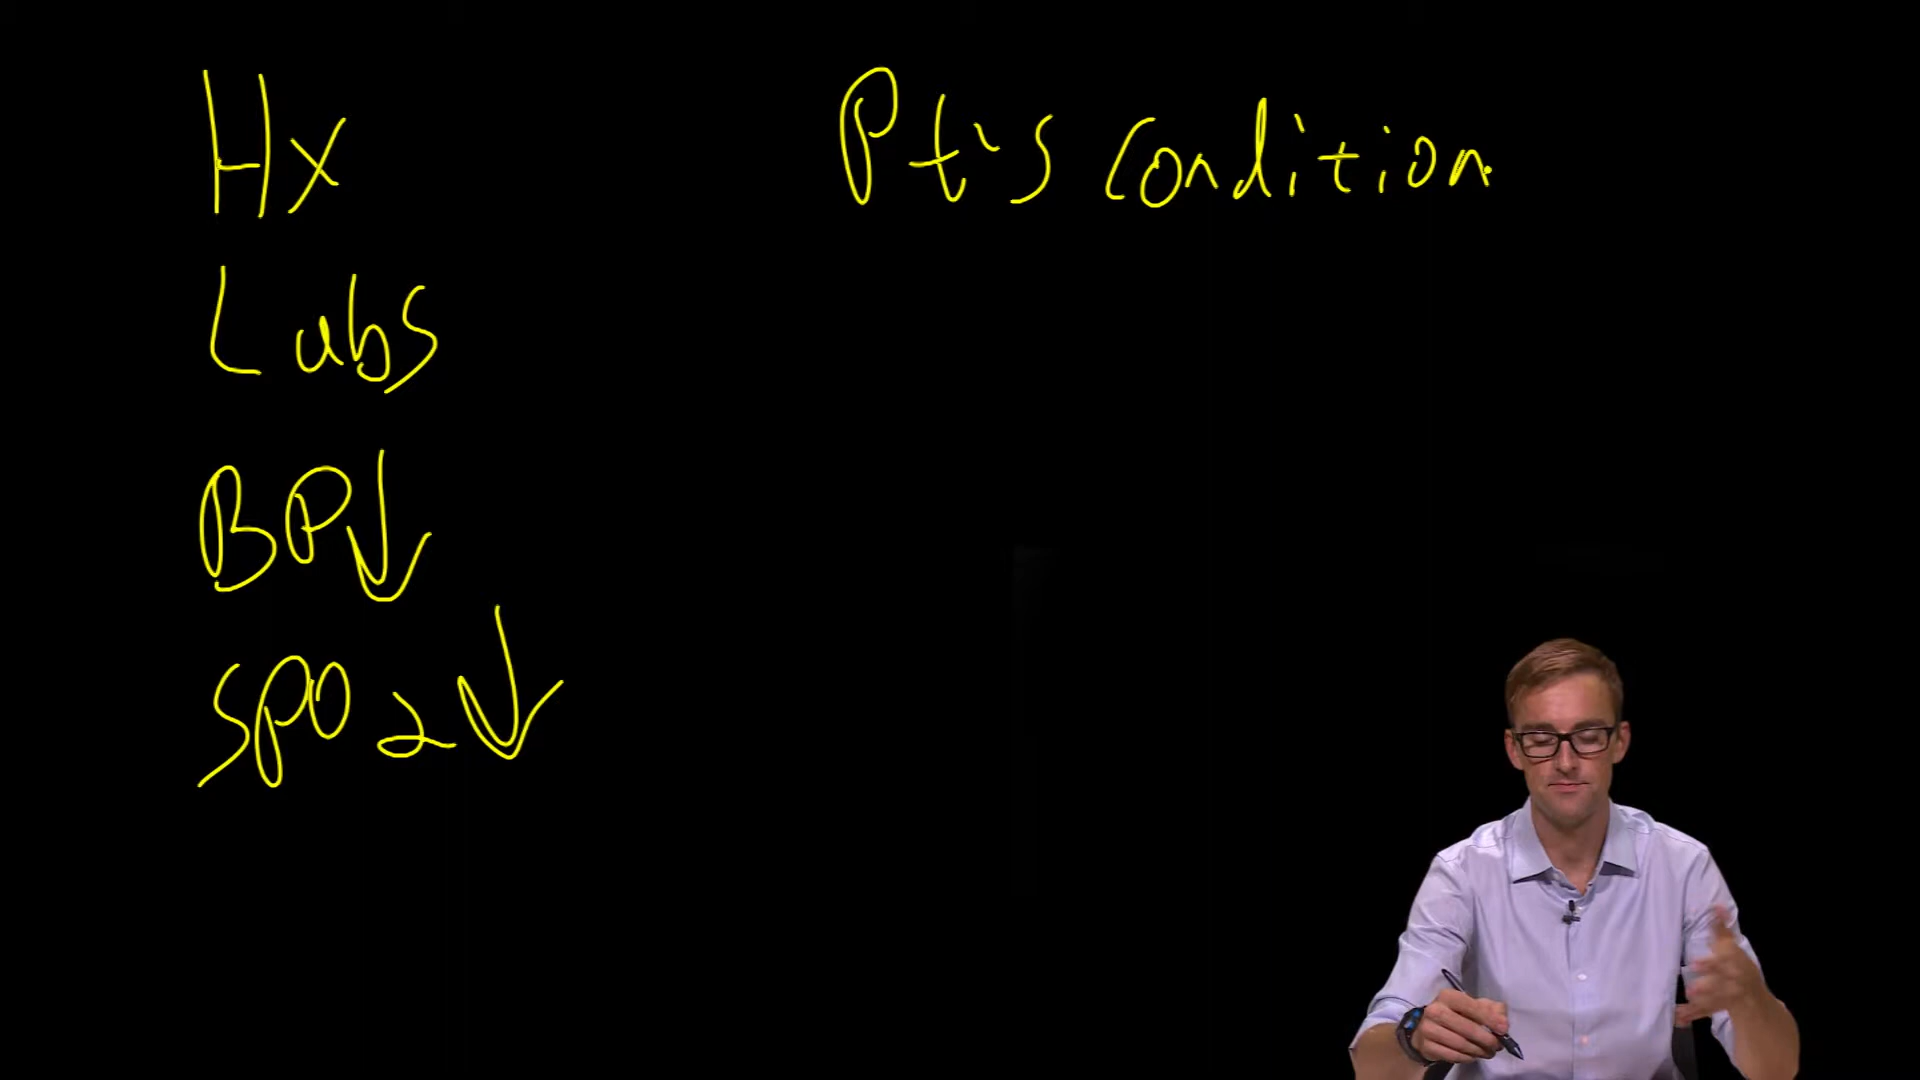 Hx
Pt's condition
Labs
BP↓
SPO2↓